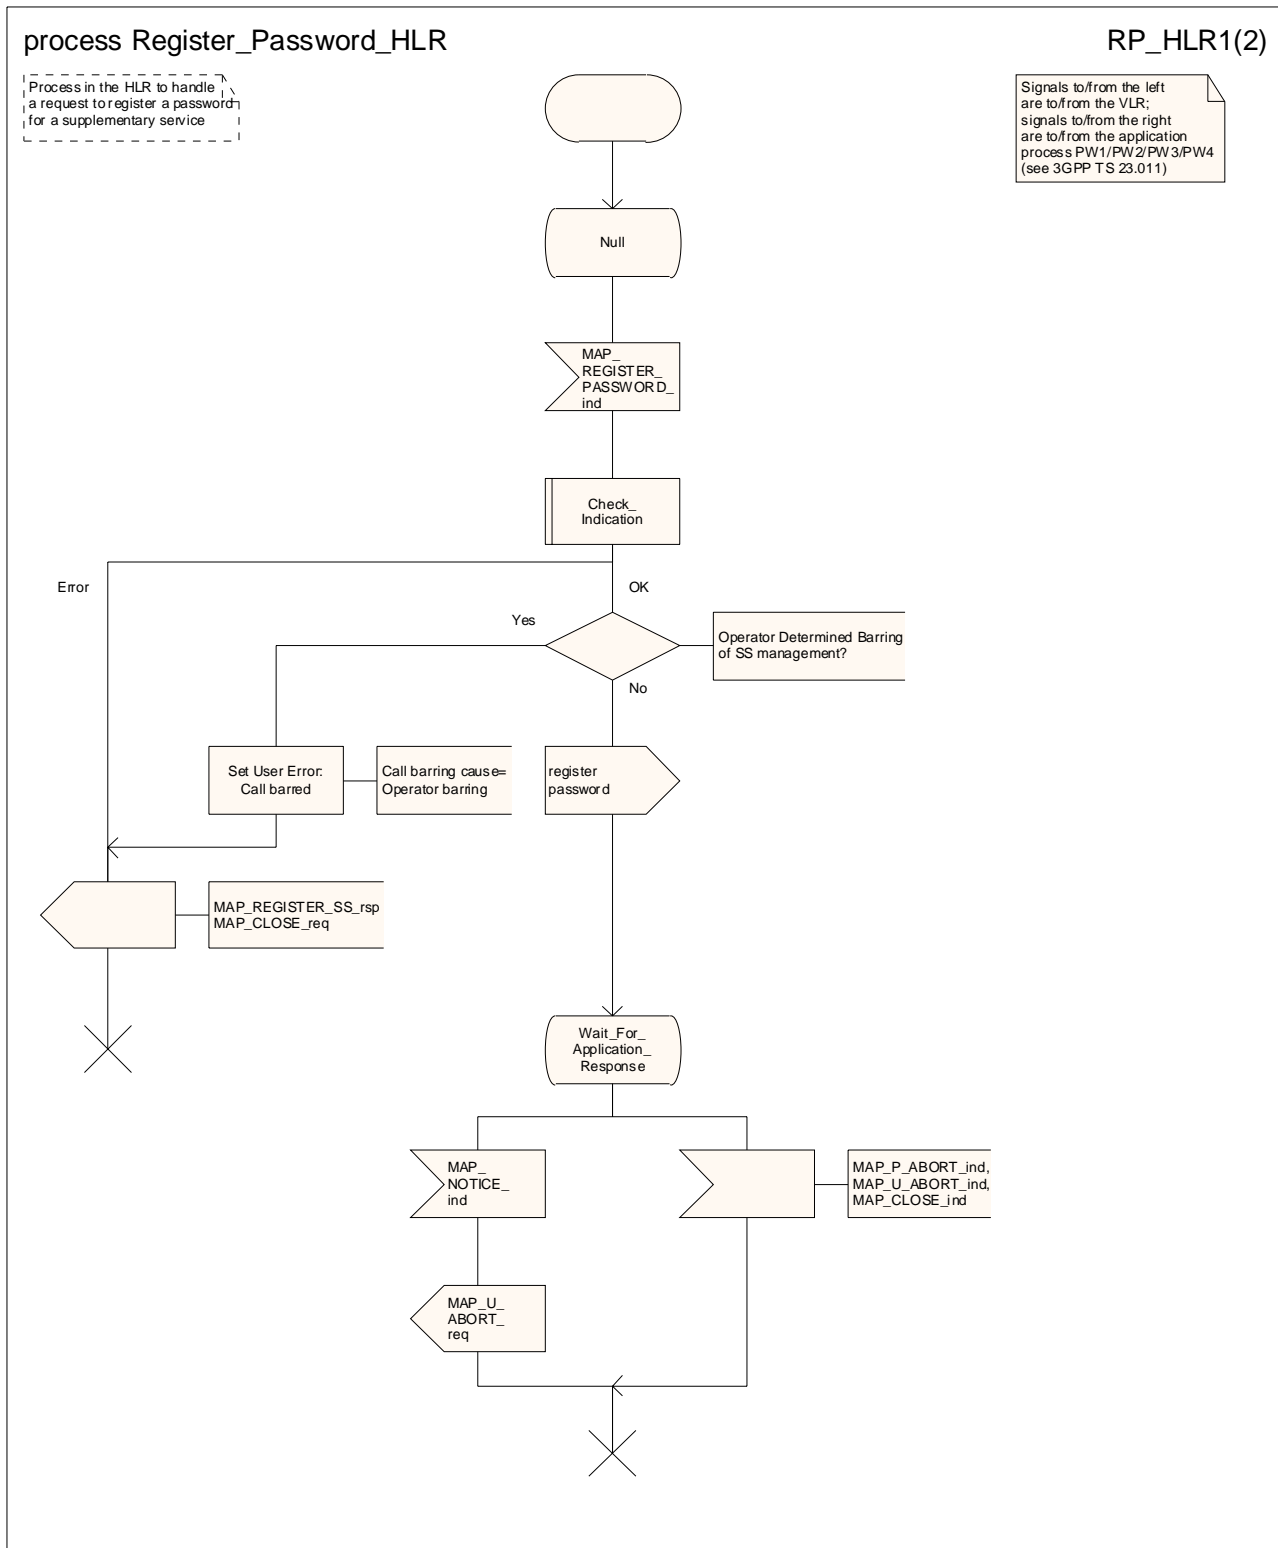 process Register_Password_HLR
RP_HLR1(2)
Process in the HLR to handle
a request to register a password
for a supplementary service
Signals to/from the left
are to/from the VLR;
signals to/from the right
are to/from the application
process PW1/PW2/PW3/PW4
(see 3GPP TS 23.011)
Null
MAP_
REGISTER_
PASSWORD_
ind
Check_
Indication
Error
OK
Yes
Operator Determined Barring
of SS management?
No
Set User Error:
Call barred
Call barring cause=
Operator barring
register
password
MAP_REGISTER_SS_rsp
MAP_CLOSE_req
Wait_For_
Application_
Response
MAP_
NOTICE_
ind
MAP_P_ABORT_ind,
MAP_U_ABORT_ind,
MAP_CLOSE_ind
MAP_U_
ABORT_
req